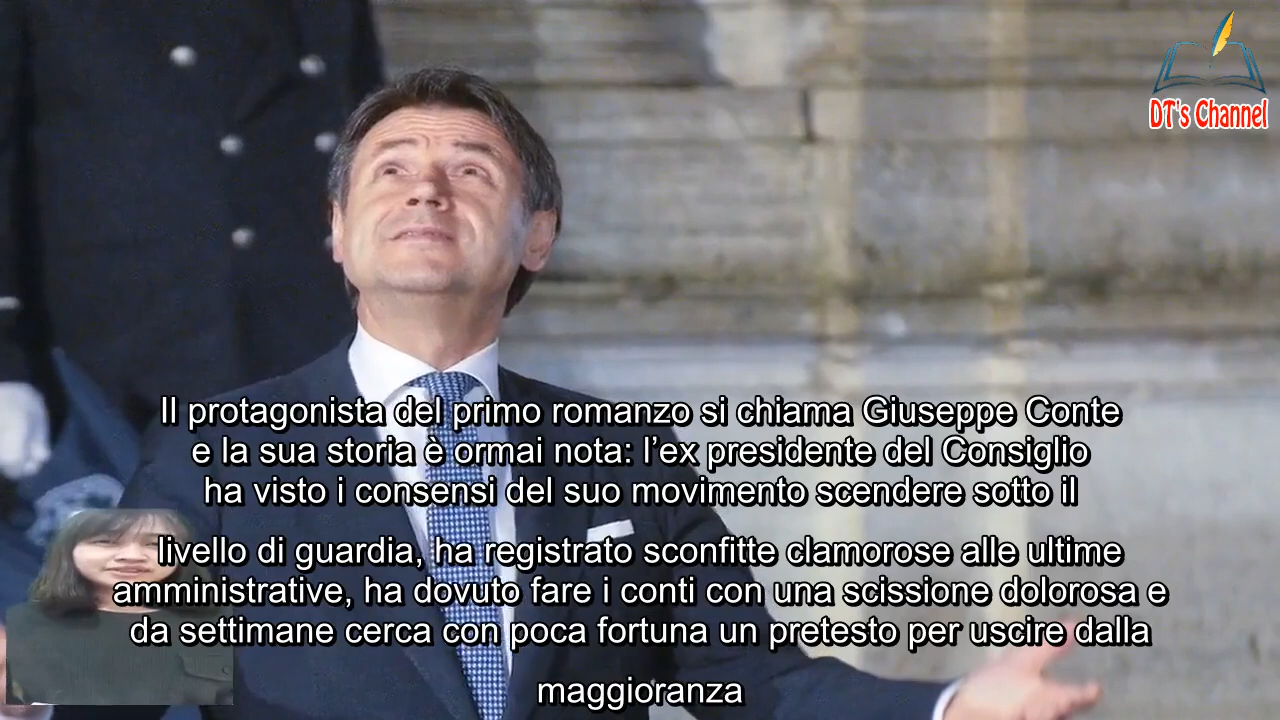 DT's Channel
Il protagonista del primo romanzo si chiama Giuseppe Conte
e la sua storia è ormai nota: l’ex presidente del Consiglio
ha visto i consensi del suo movimento scendere sotto il
livello di guardia, ha registrato sconfitte clamorose alle ultime
amministrative, ha dovuto fare i conti con una scissione dolorosa e
da settimane cerca con poca fortuna un pretesto per uscire dalla
maggioranza